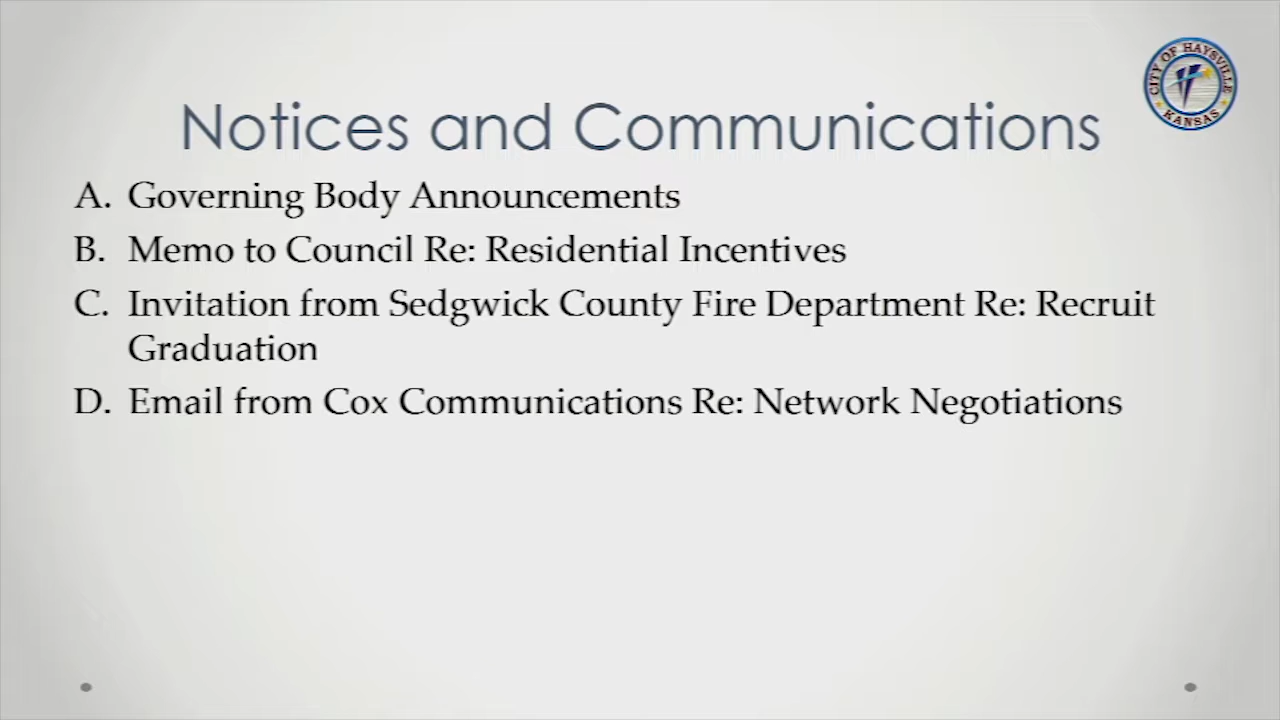 CITY OF HAYSVILLE
KANSAS
Notices and Communications
A. Governing Body Announcements
B. Memo to Council Re: Residential Incentives
C. Invitation from Sedgwick County Fire Department Re: Recruit
Graduation
D. Email from Cox Communications Re: Network Negotiations